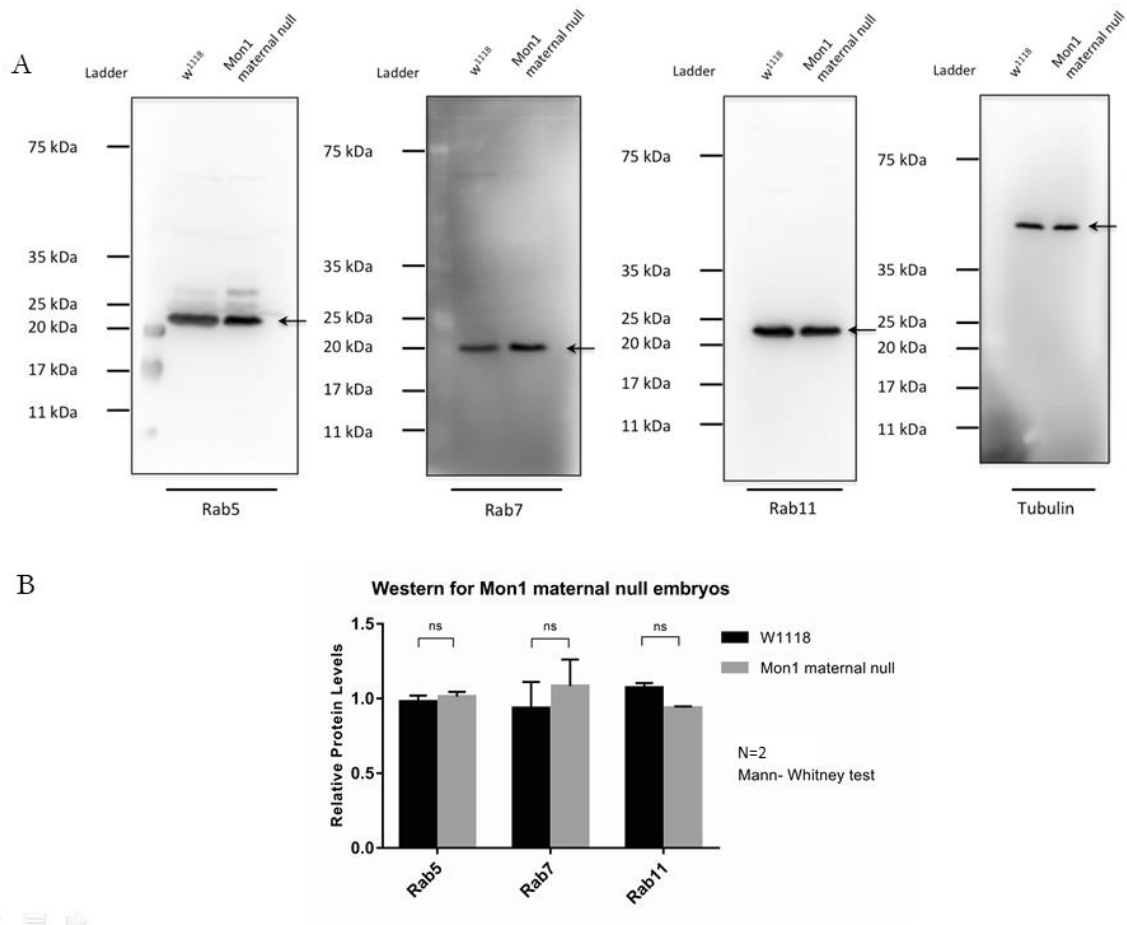 A
Ladder
w1118
Mon1
maternal null
75 kDa
35 kDa
25 kDa
20 kDa
17 kDa
11 kDa
Rab5
Ladder
w1118
Mon1
maternal null
75 kDa
35 kDa
25 kDa
20 kDa
17 kDa
11 kDa
Rab7
Ladder
w1118
Mon1
maternal null
75 kDa
35 kDa
25 kDa
20 kDa
17 kDa
11 kDa
Rab11
Ladder
w1118
Mon1
maternal null
75 kDa
35 kDa
25 kDa
20 kDa
17 kDa
11 kDa
Tubulin
B
Western for Mon1 maternal null embryos
Relative Protein Levels
1.5
1.0
0.5
0.0
ns
ns
ns
Rab5
Rab7
Rab11
W1118
Mon1 maternal null
N=2
Mann- Whitney test